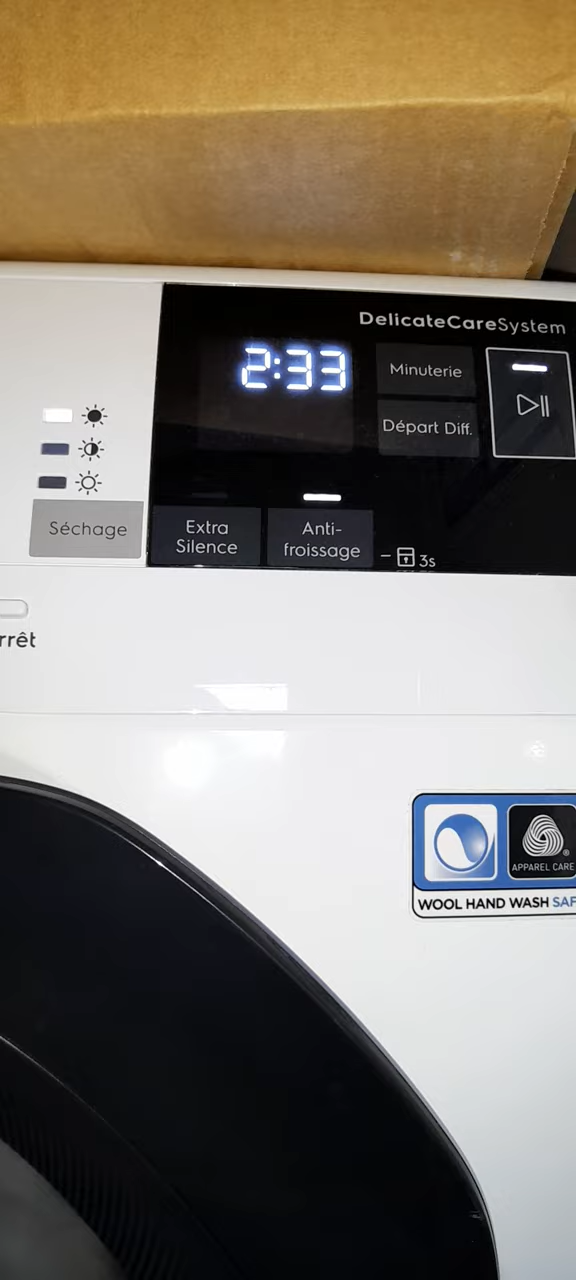 DelicateCareSystem
2:33
Minuterie
Départ Diff.
Séchage
Extra
Silence
Anti-
froissage
3s
rrêt
APPAREL CARE
WOOL HAND WASH SAF